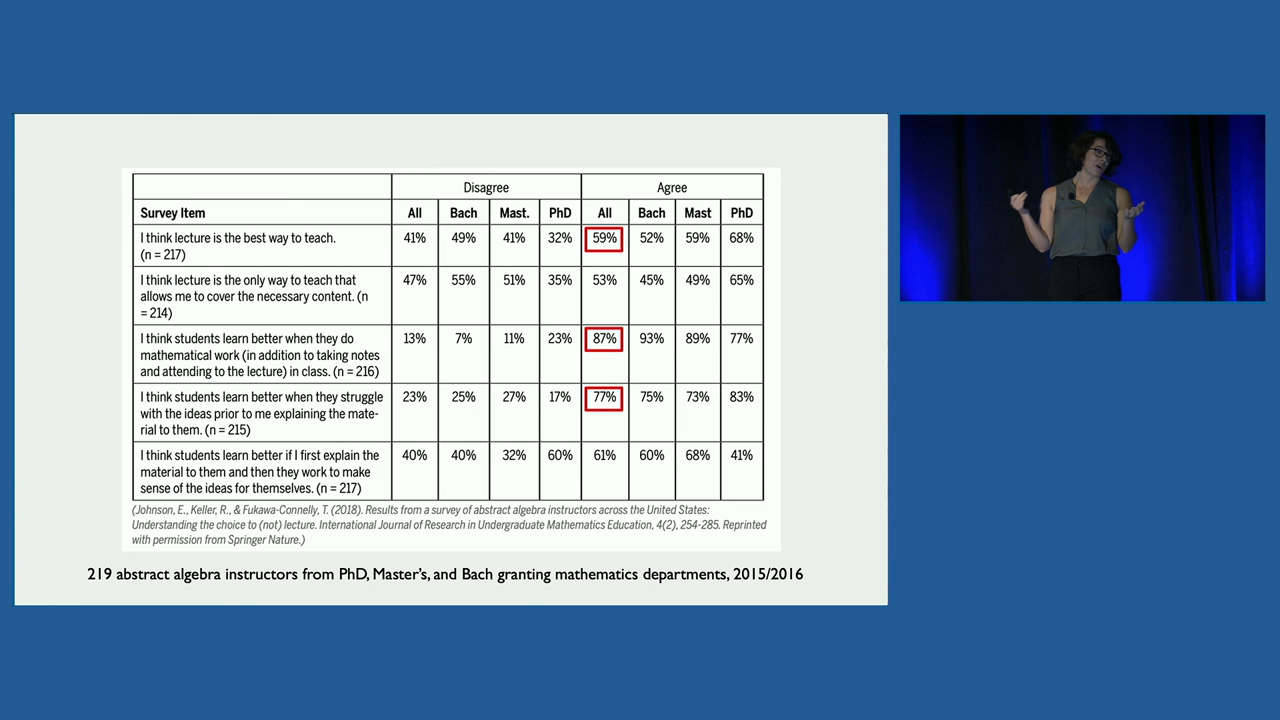 Disagree Agree
Survey Item All Bach Mast. PhD All Bach Mast PhD
I think lecture is the best way to teach. 41% 49% 41% 32% 59% 52% 59% 68%
(n = 217)
I think lecture is the only way to teach that 47% 55% 51% 35% 53% 45% 49% 65%
allows me to cover the necessary content. (n
= 214)
I think students learn better when they do 13% 7% 11% 23% 87% 93% 89% 77%
mathematical work (in addition to taking notes
and attending to the lecture) in class. (n = 216)
I think students learn better when they struggle 23% 25% 27% 17% 77% 75% 73% 83%
with the ideas prior to me explaining the mate-
rial to them. (n = 215)
I think students learn better if I first explain the 40% 40% 32% 60% 61% 60% 68% 41%
material to them and then they work to make
sense of the ideas for themselves. (n = 217)
(Johnson, E., Keller, R., & Fukawa-Connelly, T. (2018). Results from a survey of abstract algebra instructors across the United States:
Understanding the choice to (not) lecture. International Journal of Research in Undergraduate Mathematics Education, 4(2), 254-285. Reprinted
with permission from Springer Nature.)
219 abstract algebra instructors from PhD, Master's, and Bach granting mathematics departments, 2015/2016